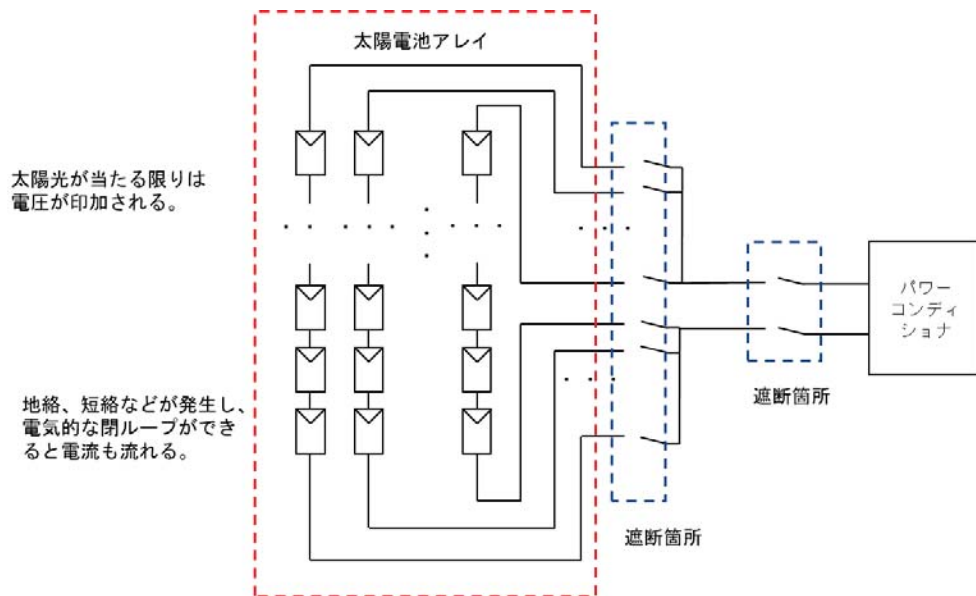 太陽電池アレイ
太陽光が当たる限りは
電圧が印加される。
パワー
コンディ
ショナ
遮断箇所
地絡、短絡などが発生し、
電気的な閉ループができ
ると電流も流れる。
遮断箇所